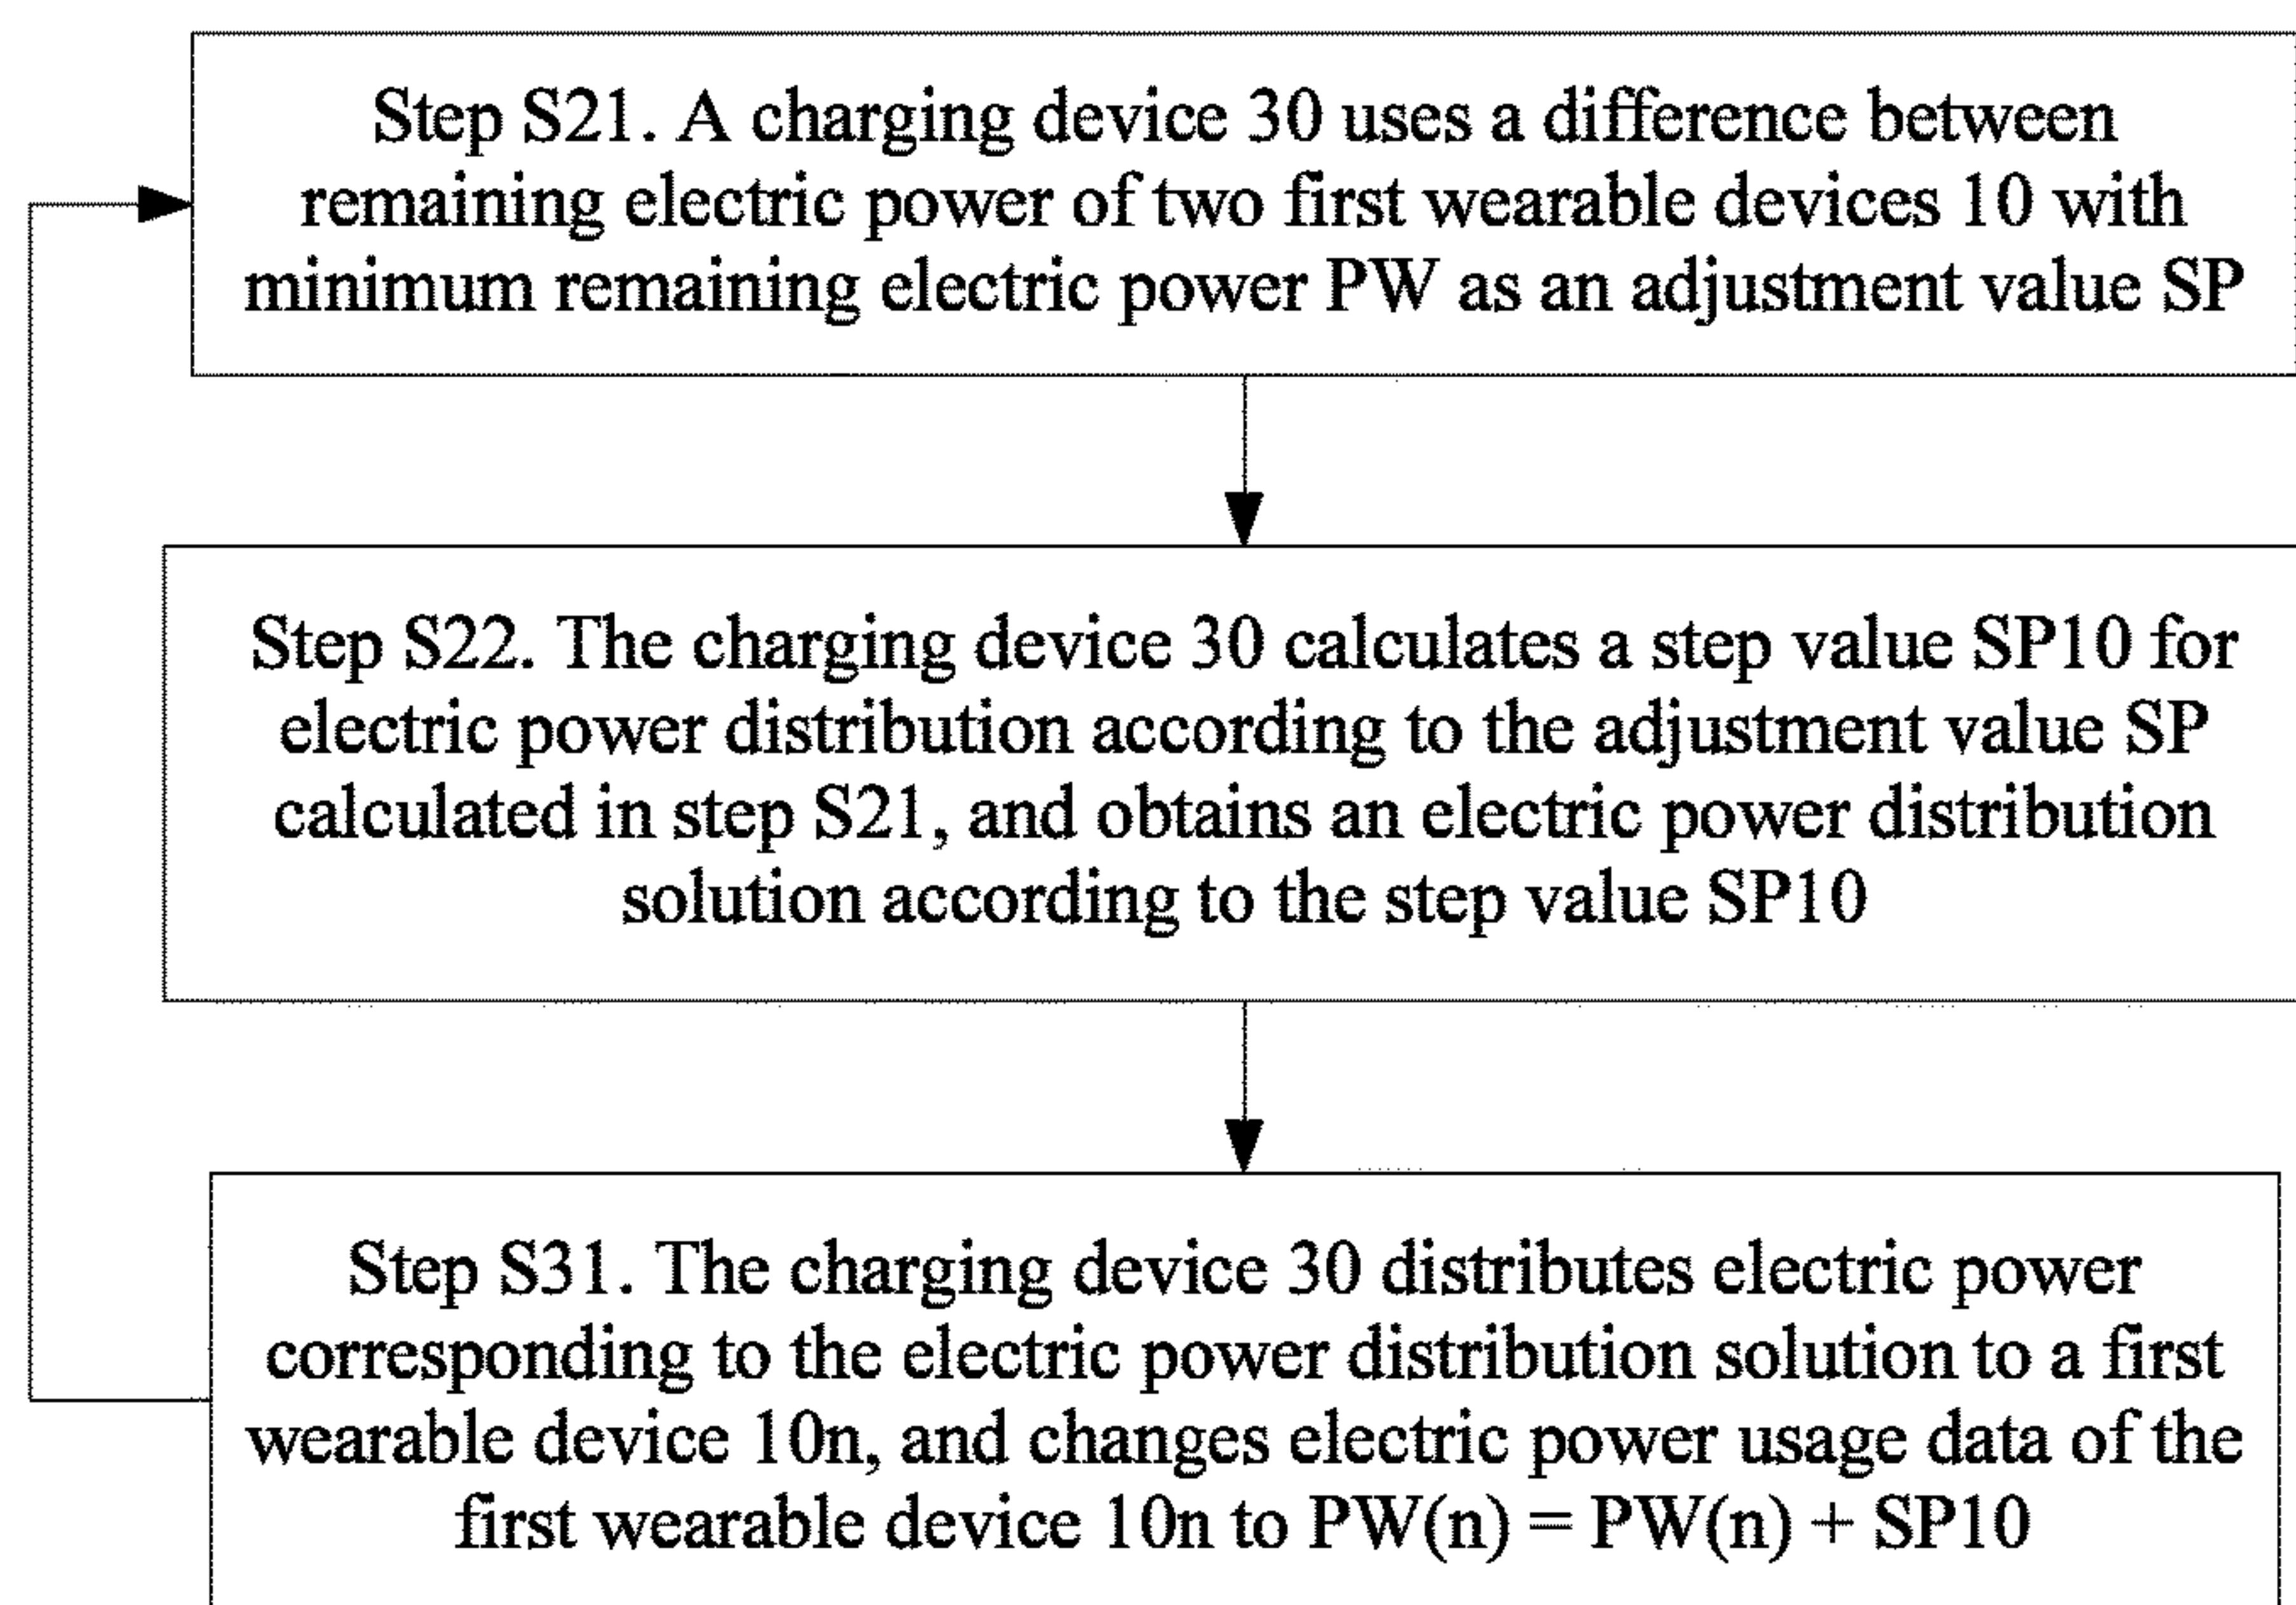 Step S21. A charging device 30 uses a difference between
remaining electric power of two first wearable devices 10 with
minimum remaining electric power PW as an adjustment value SP
Step S22. The charging device 30 calculates a step value SP10 for
electric power distribution according to the adjustment value SP
calculated in step S21, and obtains an electric power distribution
solution according to the step value SP10
Step S31. The charging device 30 distributes electric power
corresponding to the electric power distribution solution to a first
wearable device 10n, and changes electric power usage data of the
first wearable device 10n to PW(n) = PW(n) + SP10